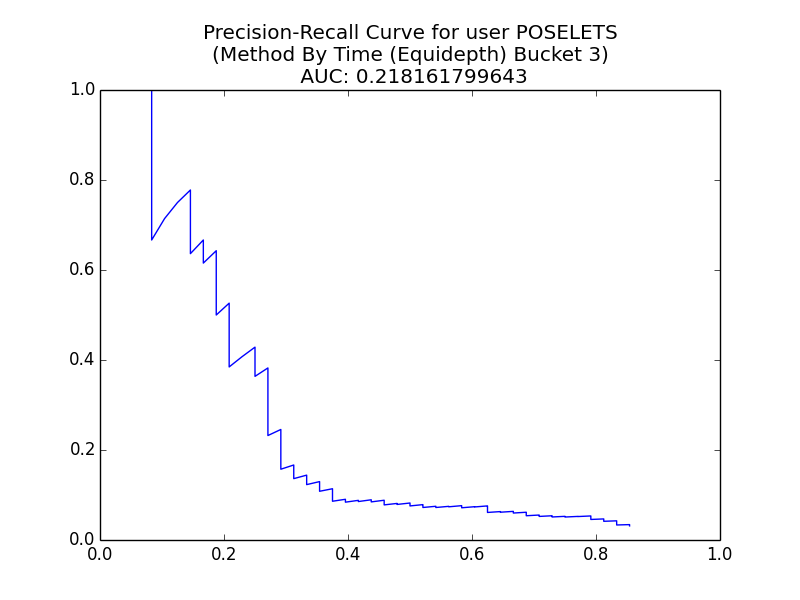 Precision-Recall Curve for user POSELETS
(Method By Time (Equidepth) Bucket 3)
AUC: 0.218161799643
1.0
0.8
0.6
0.4
0.2
0.0
0.0 0.2 0.4 0.6 0.8 1.0